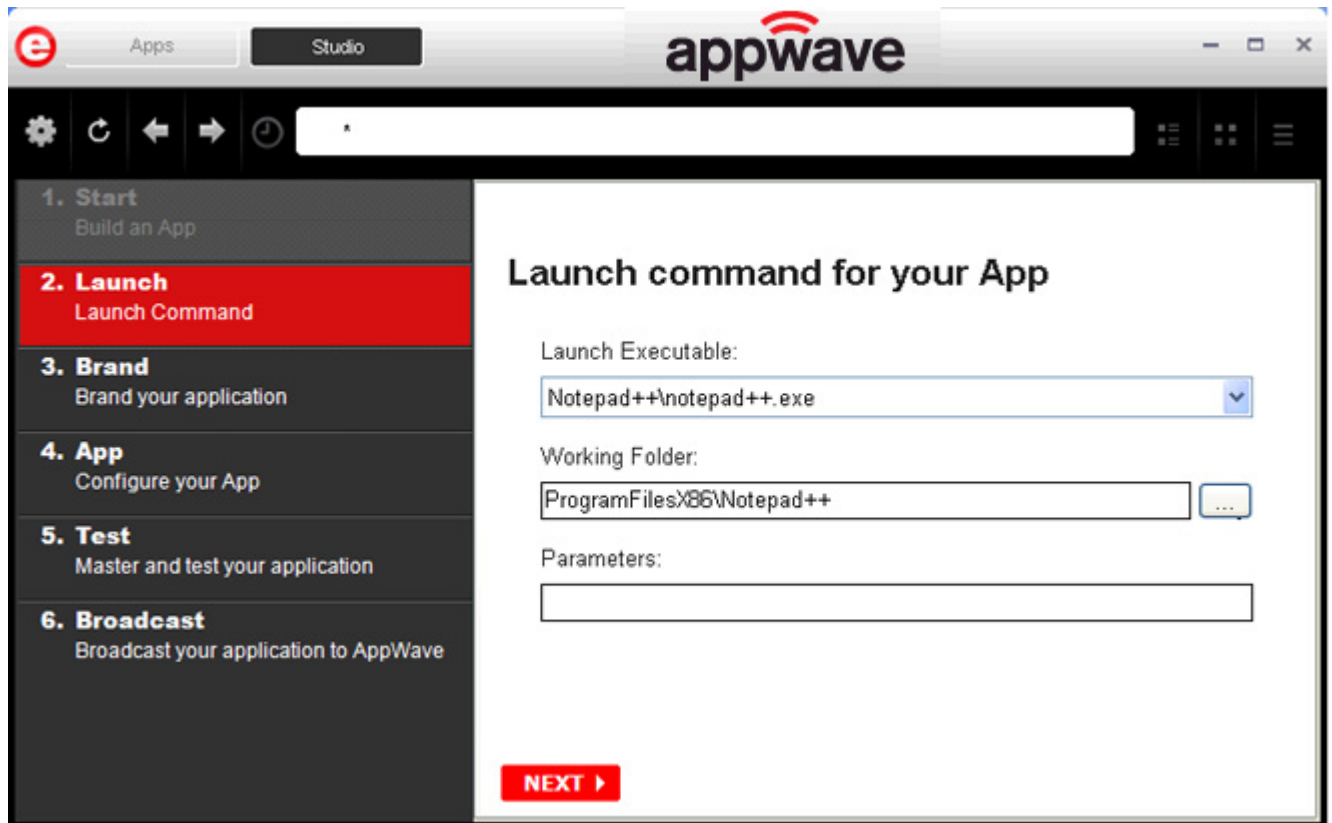 e
Apps
Studio
appwave
*
1. Start
Build an App
2. Launch
Launch Command
3. Brand
Brand your application
4. App
Configure your App
5. Test
Master and test your application
6. Broadcast
Broadcast your application to AppWave
Launch command for your App
Launch Executable:
Notepad++\notepad++.exe
Working Folder:
ProgramFilesX86\Notepad++
...
Parameters:
NEXT